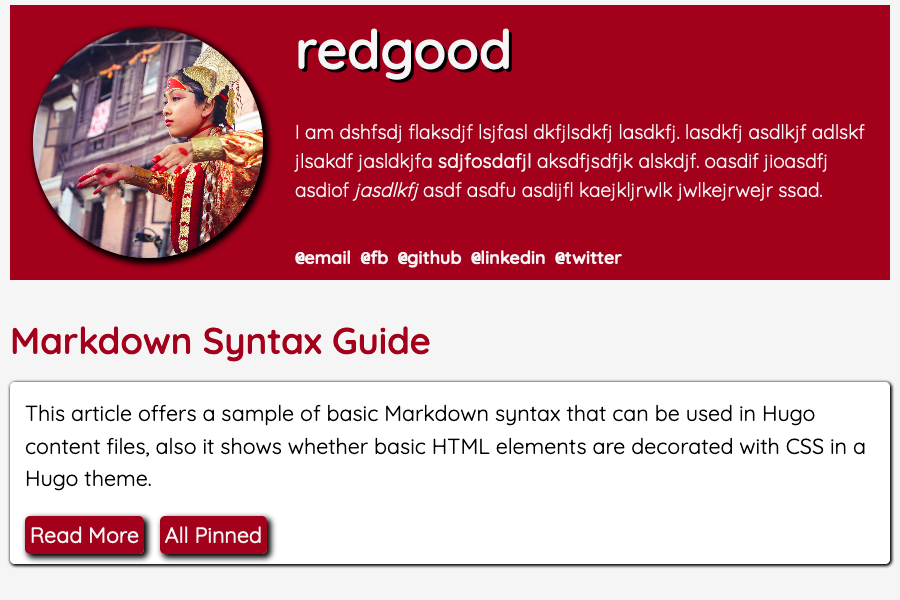 redgood
I am dshfsdj flaksdjf lsjfasl dkfjlsdkfj lasdkfj. lasdkfj asdlkjf adlskf
jlsakdf jasldkjfa sdjfosdafjl aksdfjsdfjk alskdjf. oasdif jioasdfj
asdiof jasdlkfj asdf asdfu asdijfl kaejkljrwlk jwlkejrwejr ssad.
@email @fb @github @linkedin @twitter
Markdown Syntax Guide
This article offers a sample of basic Markdown syntax that can be used in Hugo
content files, also it shows whether basic HTML elements are decorated with CSS in a
Hugo theme.
Read More All Pinned